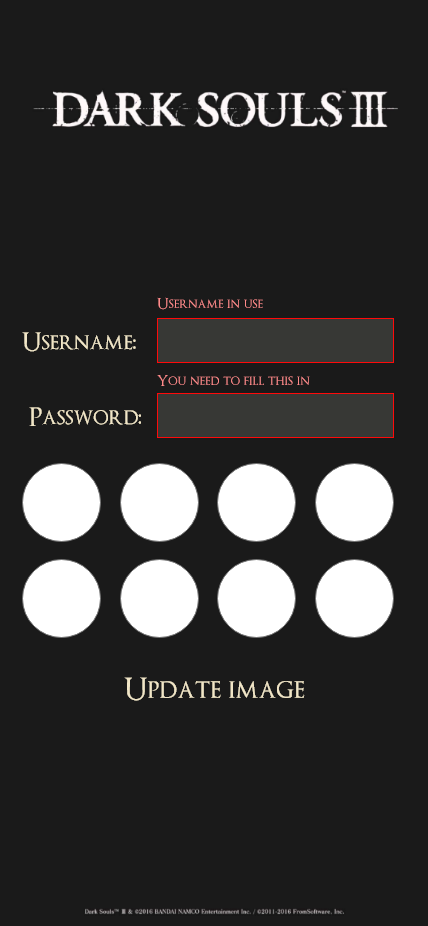 DARK SOULS™ III
Username in use
Username:
You need to fill this in
Password:
Update image
Dark Souls™ III & ©2016 BANDAI NAMCO Entertainment Inc. / ©2011-2016 FromSoftware, Inc.